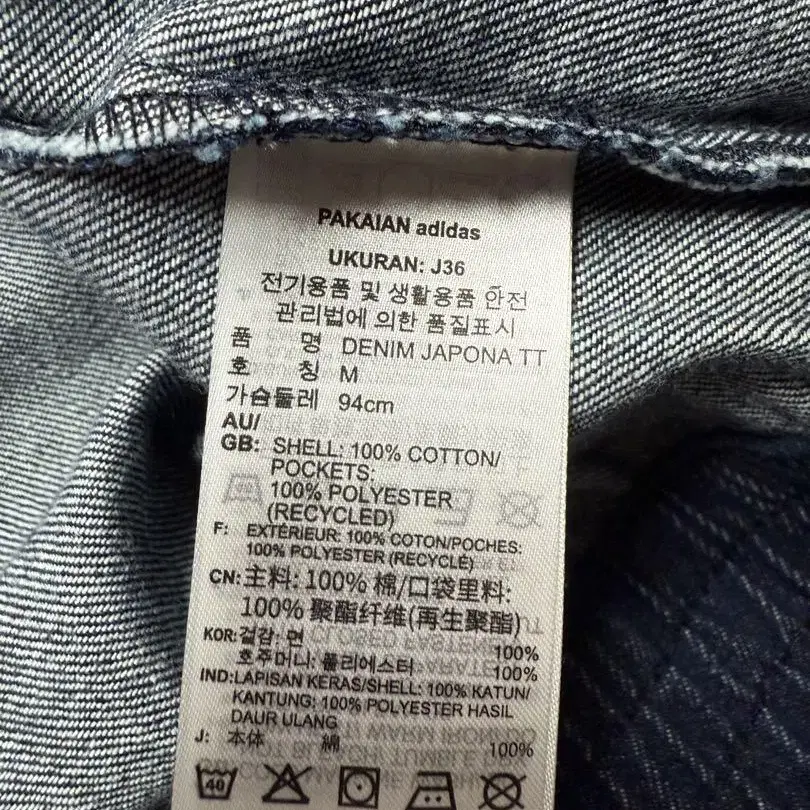 PAKAIAN adidas
UKURAN: J36
전기용품 및 생활용품 안전
관리법에 의한 품질표시
품 명 DENIM JAPONA TT
호 칭 M
가슴둘레 94cm
AU/
GB: SHELL: 100% COTTON/
POCKETS:
100% POLYESTER
(RECYCLED)
F: EXTÉRIEUR: 100% COTON/POCHES:
100% POLYESTER (RECYCLÉ)
CN: 主料: 100% 棉/口袋里料:
100% 聚酯纤维(再生聚酯)
KOR: 겉감: 면 100%
호주머니: 폴리에스터 100%
IND: LAPISAN KERAS/SHELL: 100% KATUN/
KANTUNG: 100% POLYESTER HASIL
DAUR ULANG
J: 本体 綿 100%
40